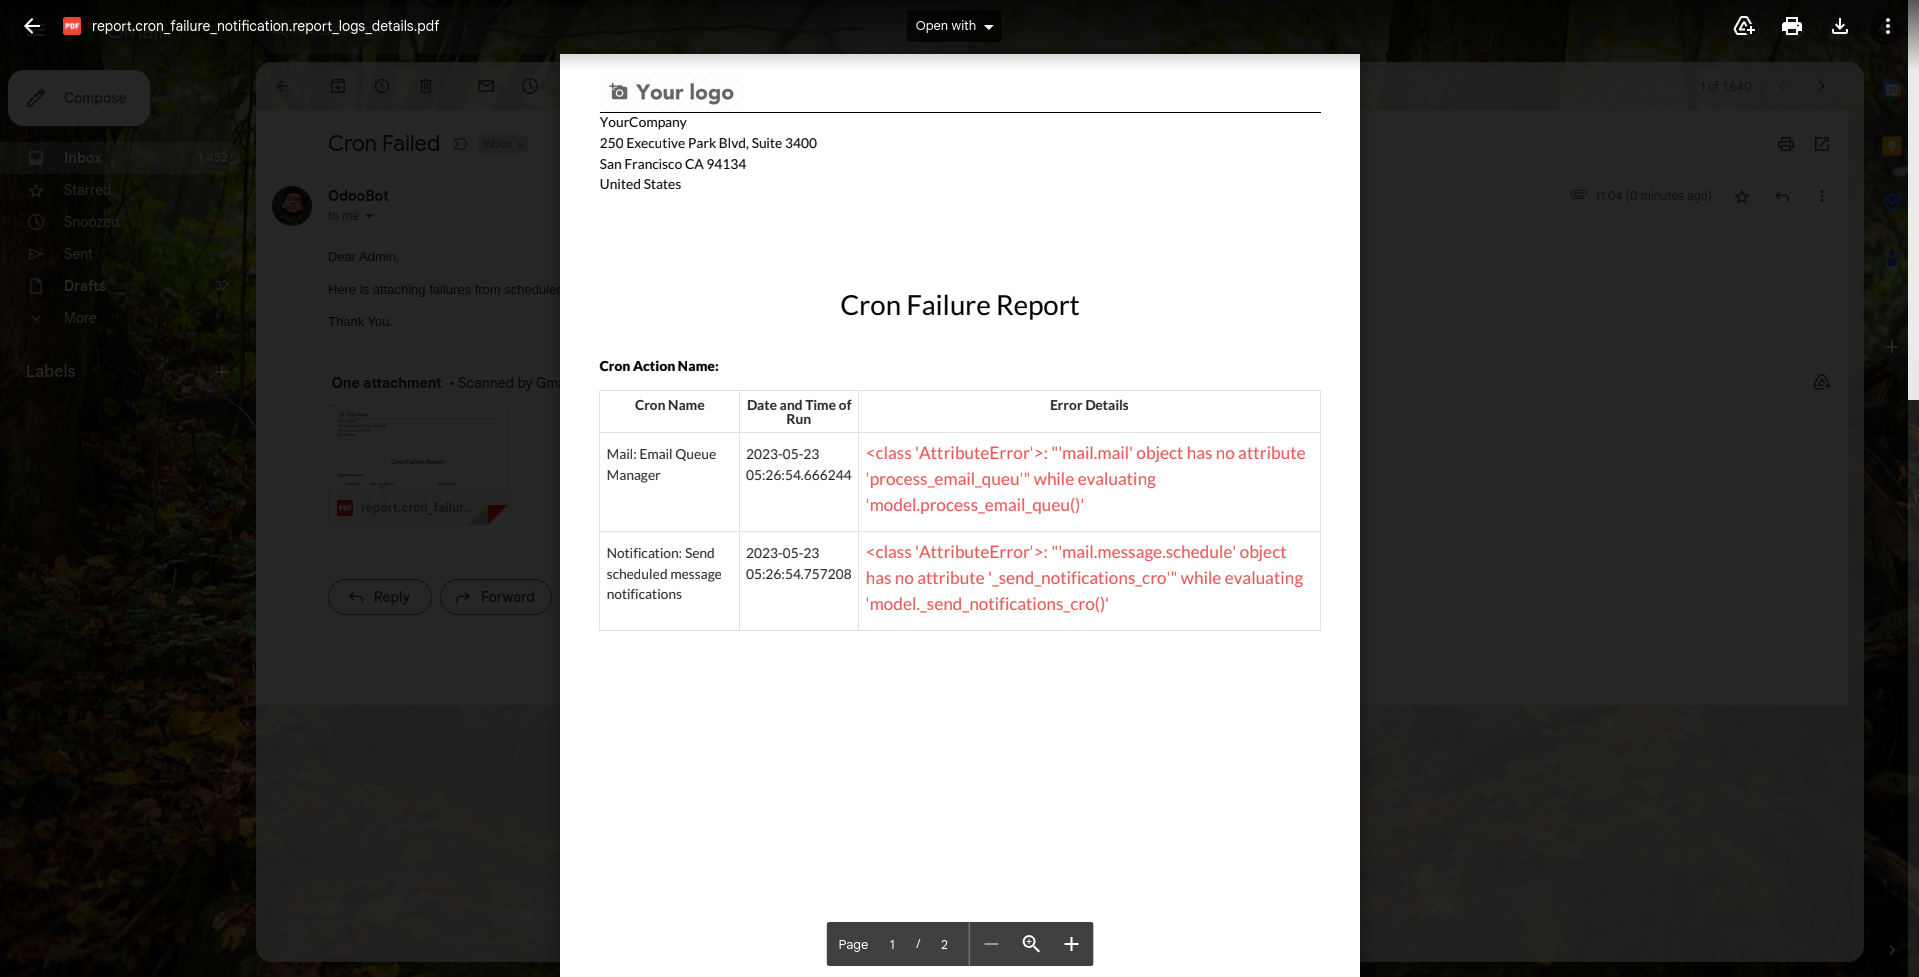 report.cron_failure_notification.report_logs_details.pdf
Open with
Compose
1 of 1,640
Cron Failed
Inbox
Inbox 1,452
Starred
Snoozed
Sent
Drafts 32
More
Labels
OdooBot
to me
11:04 (0 minutes ago)
Dear Admin,
Here is attaching failures from scheduled
Thank You.
One attachment • Scanned by Gma
PDF report.cron_failur...
Reply
Forward
Your logo
YourCompany
250 Executive Park Blvd, Suite 3400
San Francisco CA 94134
United States
Cron Failure Report
Cron Action Name:
Cron Name
Date and Time of
Run
Error Details
Mail: Email Queue
Manager
2023-05-23
05:26:54.666244
<class 'AttributeError'>: "'mail.mail' object has no attribute
'process_email_queu'" while evaluating
'model.process_email_queu()'
Notification: Send
scheduled message
notifications
2023-05-23
05:26:54.757208
<class 'AttributeError'>: "'mail.message.schedule' object
has no attribute '_send_notifications_cro'" while evaluating
'model._send_notifications_cro()'
Page 1 / 2